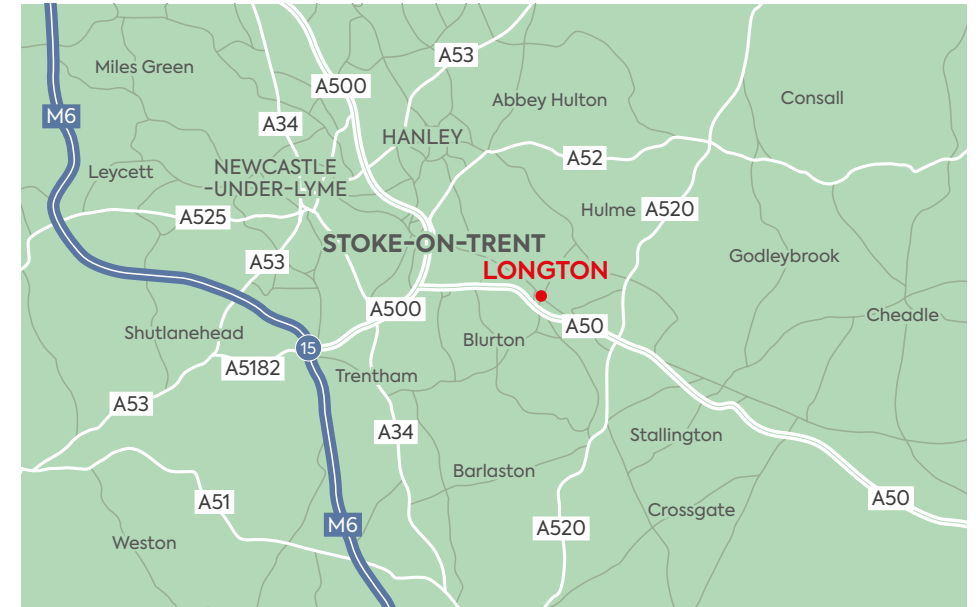 A53
Miles Green
A500
Abbey Hulton
Consall
M6
A34
HANLEY
A52
Leycett
NEWCASTLE
-UNDER-LYME
A525
Hulme
A520
STOKE-ON-TRENT
A53
LONGTON
Godleybrook
A500
Cheadle
Shutlanehead
A50
Blurton
15
A5182
Trentham
A53
A34
Stallington
Barlaston
A51
A50
Crossgate
M6
A520
Weston